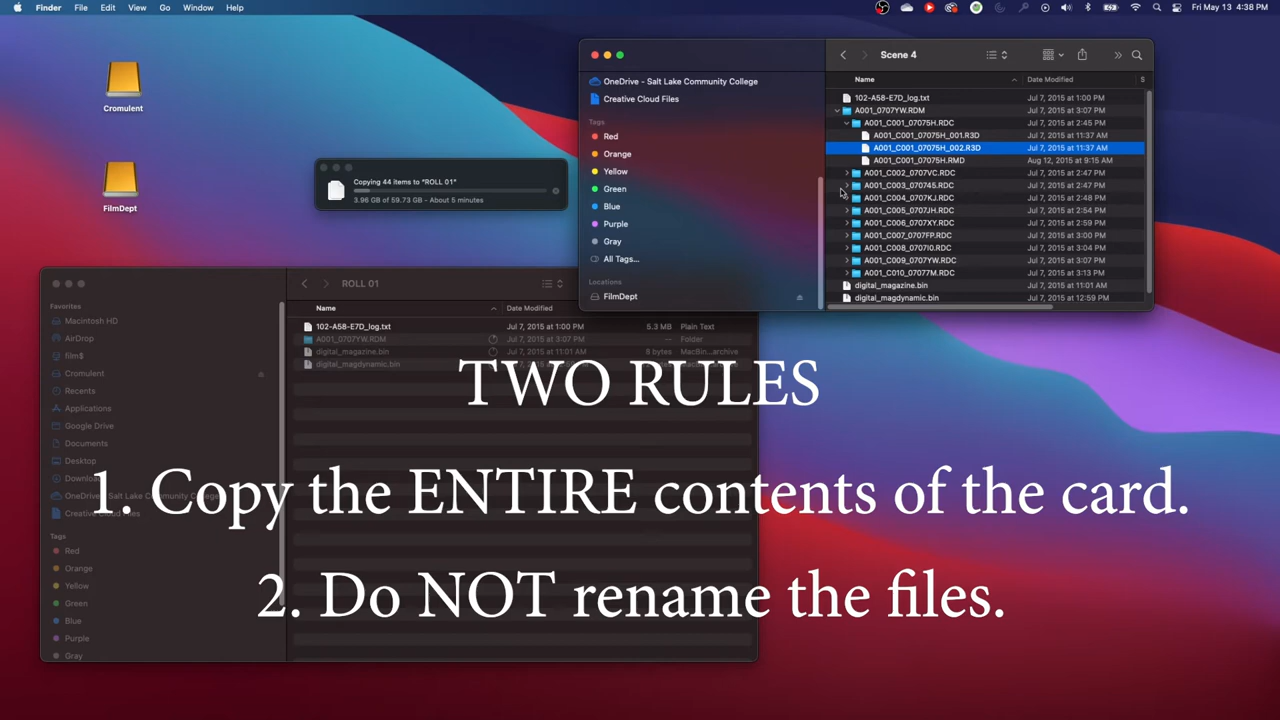 Finder File Edit View Go Window Help
Fri May 13 4:38 PM
Cromulent
FilmDept
Copying 44 items to "ROLL 01"
3.96 GB of 59.73 GB - About 5 minutes
Scene 4
OneDrive - Salt Lake Community College
Creative Cloud Files
Tags
Red
Orange
Yellow
Green
Blue
Purple
Gray
All Tags...
Locations
FilmDept
Name Date Modified S
102-A58-E7D_log.txt Jul 7, 2015 at 1:00 PM
A001_0707YW.RDM Jul 7, 2015 at 3:07 PM
A001_C001_07075H.RDC Jul 7, 2015 at 2:45 PM
A001_C001_07075H_001.R3D Jul 7, 2015 at 11:37 AM
A001_C001_07075H_002.R3D Jul 7, 2015 at 11:37 AM
A001_C001_07075H.RMD Aug 12, 2015 at 9:15 AM
A001_C002_0707VC.RDC Jul 7, 2015 at 2:47 PM
A001_C003_070745.RDC Jul 7, 2015 at 2:47 PM
A001_C004_0707KJ.RDC Jul 7, 2015 at 2:48 PM
A001_C005_0707JH.RDC Jul 7, 2015 at 2:54 PM
A001_C006_0707XY.RDC Jul 7, 2015 at 2:59 PM
A001_C007_0707FP.RDC Jul 7, 2015 at 3:00 PM
A001_C008_0707I0.RDC Jul 7, 2015 at 3:04 PM
A001_C009_0707YW.RDC Jul 7, 2015 at 3:07 PM
A001_C010_07077M.RDC Jul 7, 2015 at 3:13 PM
digital_magazine.bin Jul 7, 2015 at 11:01 AM
digital_magdynamic.bin Jul 7, 2015 at 12:59 PM
ROLL 01
Favorites
Macintosh HD
AirDrop
film$
Cromulent
Recents
Applications
Google Drive
Documents
Desktop
OneDrive - Salt Lake Community College
Creative Cloud Files
Tags
Red
Orange
Yellow
Green
Blue
Purple
Gray
Name Date Modified
102-A58-E7D_log.txt Jul 7, 2015 at 1:00 PM 5.3 MB Plain Text
A001_0707YW.RDM Jul 7, 2015 at 3:07 PM -- Folder
digital_magazine.bin Jul 7, 2015 at 11:01 AM 5 bytes MacBin...archive
digital_magdynamic.bin
TWO RULES
1. Copy the ENTIRE contents of the card.
2. Do NOT rename the files.